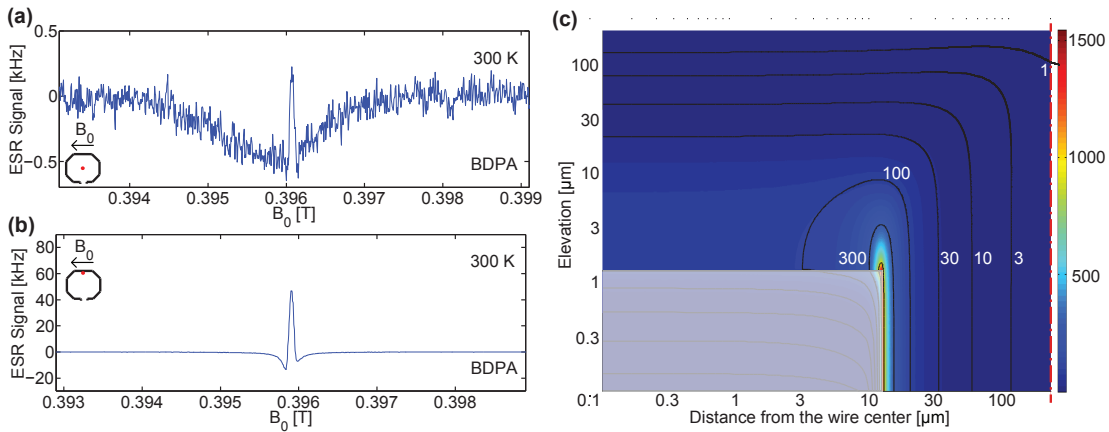 (a)
0.5
0
−0.5
ESR Signal [kHz]
300 K
B0
BDPA
0.394
0.395
0.396
0.397
0.398
0.399
B0 [T]
(b)
80
60
40
20
0
−20
ESR Signal [kHz]
B0
300 K
BDPA
0.393
0.394
0.395
0.396
0.397
0.398
B0 [T]
(c)
100
30
10
3
1
0.3
Elevation [µm]
1
100
300
30
10
3
0.1
0.3
1
3
10
30
100
Distance from the wire center [µm]
1500
1000
500